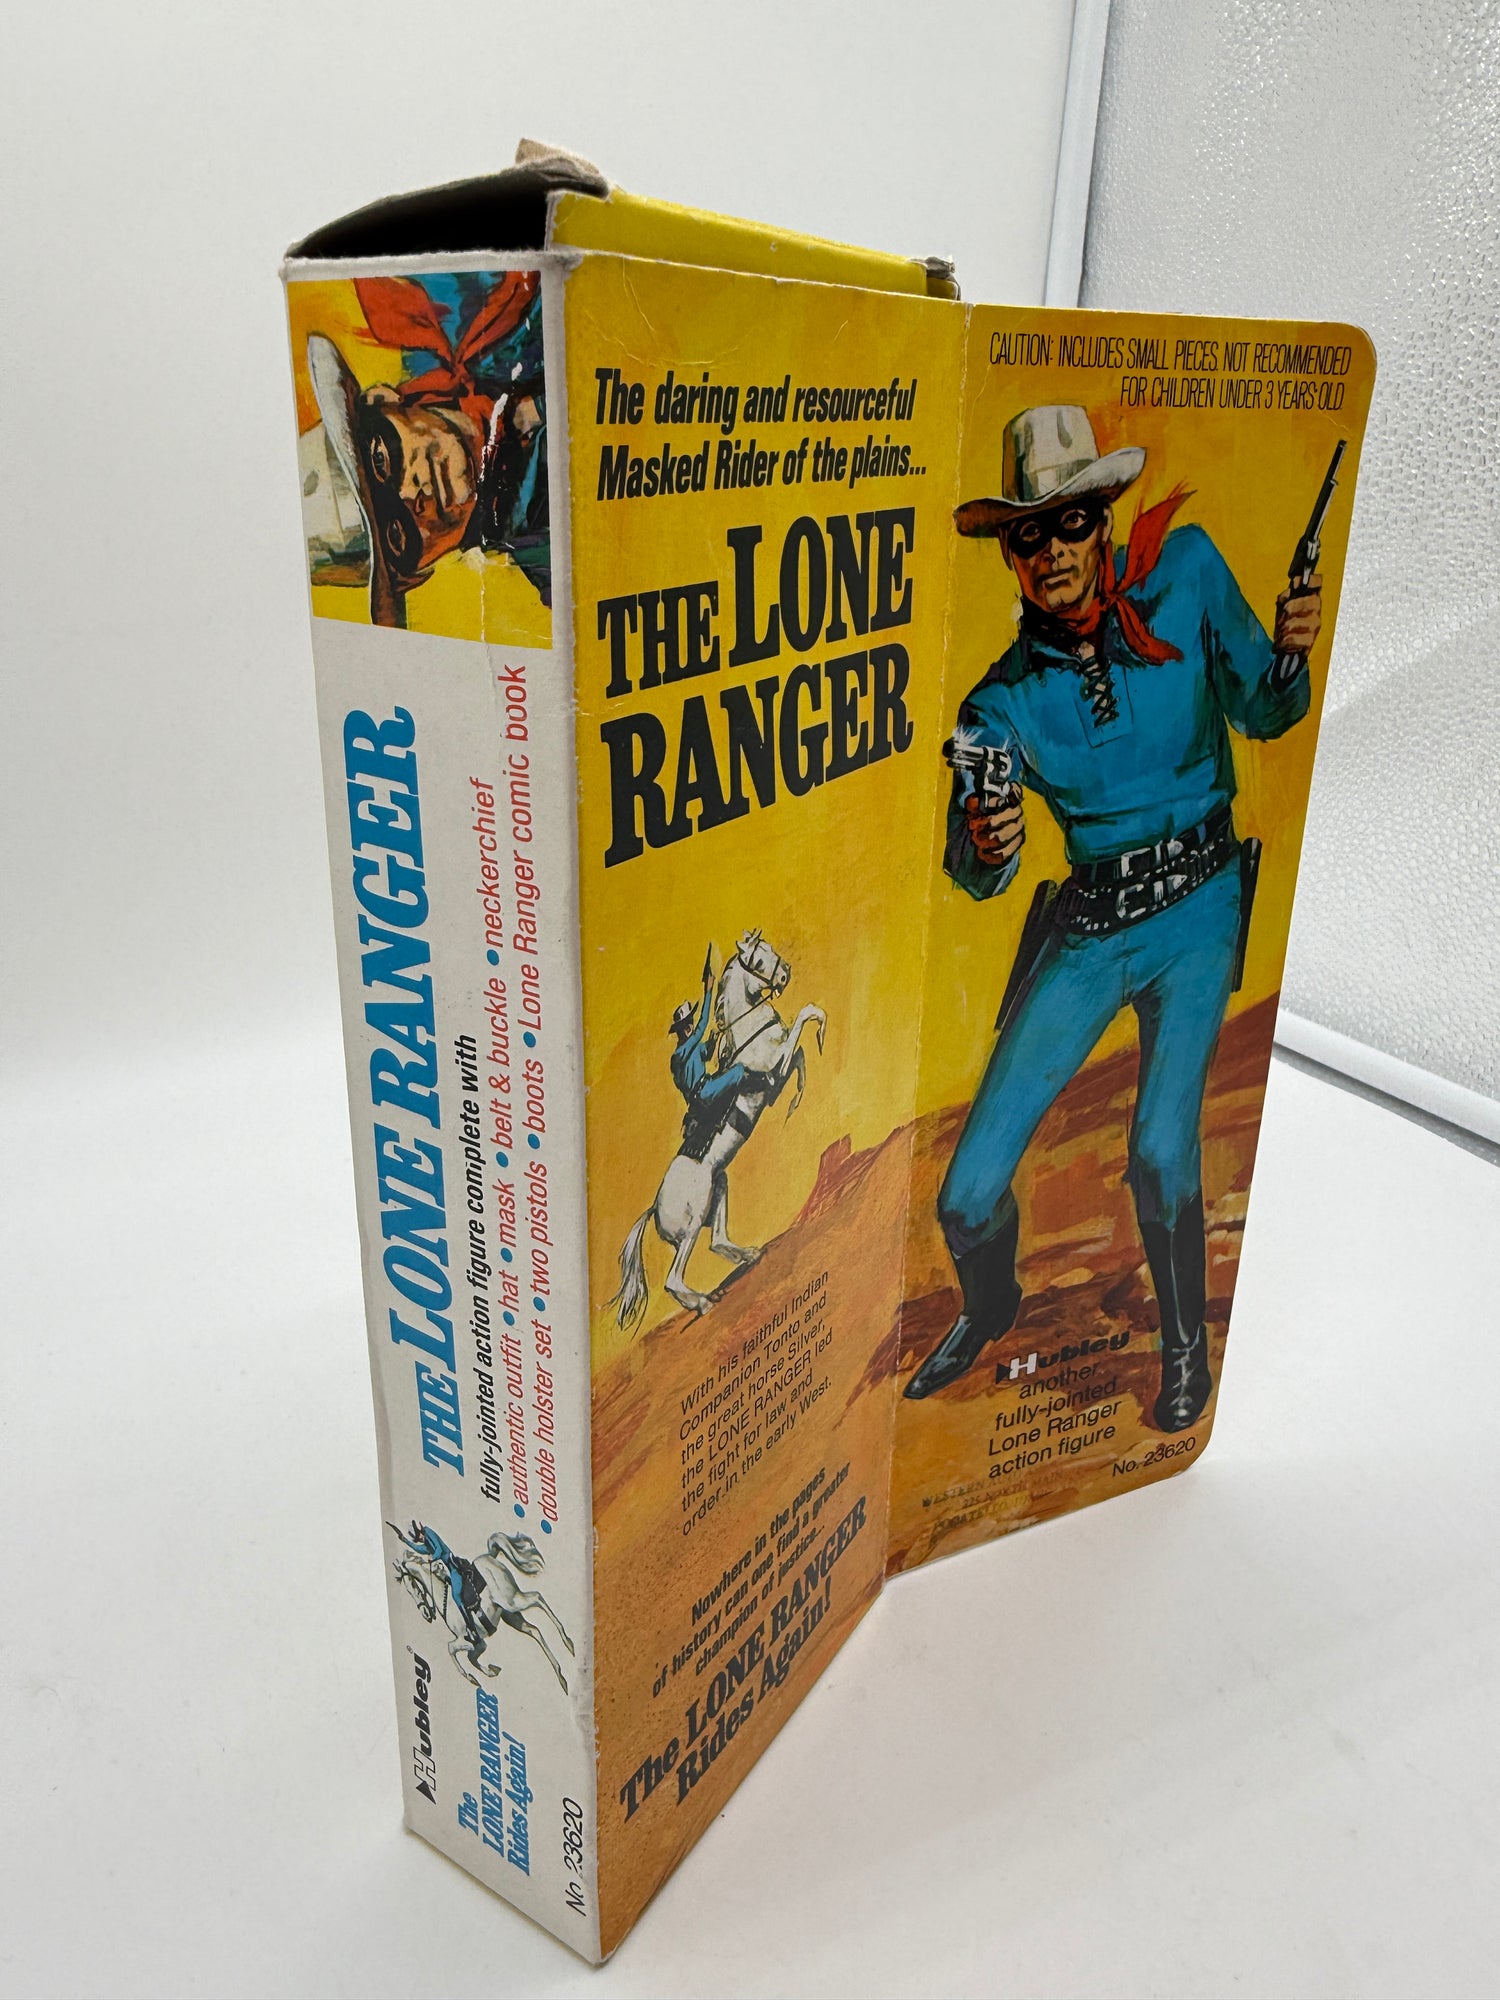 THE LONE RANGER
fully-jointed action figure complete with
• authentic outfit • hat • mask • belt & buckle • neckerchief
• double holster set • two pistols • boots • Lone Ranger comic book
Hubley®
The
LONE RANGER
Rides Again!
No. 23620
The daring and resourceful
Masked Rider of the plains...
THE LONE
RANGER
With his faithful Indian
Companion Tonto and
the great horse Silver,
the LONE RANGER led
the fight for law and
order in the early West.
Nowhere in the pages
of history can one find a greater
champion of justice...
The LONE RANGER
Rides Again!
CAUTION: INCLUDES SMALL PIECES. NOT RECOMMENDED
FOR CHILDREN UNDER 3 YEARS OLD.
Hubley
another
fully-jointed
Lone Ranger
action figure
No. 23620
WESTERN
NORTH MAIN